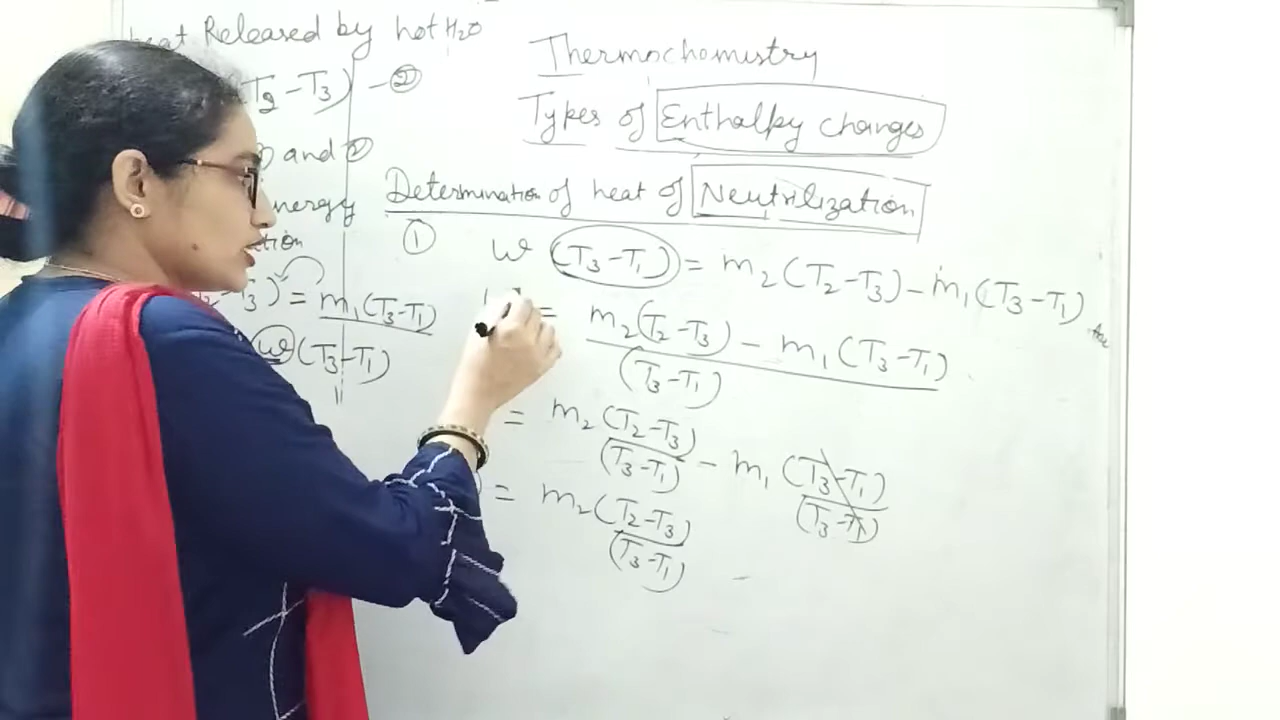 heat Released by hot H2O
(T2 - T3) - ②
and ②
nergy
m1(T3 - T1)
w (T3 - T1)
Thermochemistry
Types of Enthalpy changes
Determination of heat of Neutrilization
① w (T3 - T1) = m2 (T2 - T3) - m1 (T3 - T1)
= m2 (T2 - T3) - m1 (T3 - T1)
(T3 - T1)
= m2 (T2 - T3) - m1 (T3 - T1)
(T3 - T1) (T3 - T1)
= m2 (T2 - T3)
(T3 - T1)